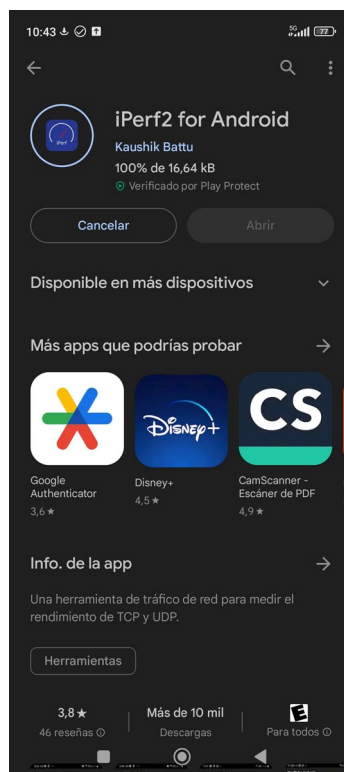 10:43
5G
77
iPerf
iPerf2 for Android
Kaushik Battu
100% de 16,64 kB
Verificado por Play Protect
Cancelar
Abrir
Disponible en más dispositivos
Más apps que podrías probar
Disney+
CS
Google
Authenticator
3,6 ★
Disney+
4,5 ★
CamScanner -
Escáner de PDF
4,9 ★
Info. de la app
Una herramienta de tráfico de red para medir el
rendimiento de TCP y UDP.
Herramientas
3,8 ★
46 reseñas
Más de 10 mil
Descargas
E
Para todos